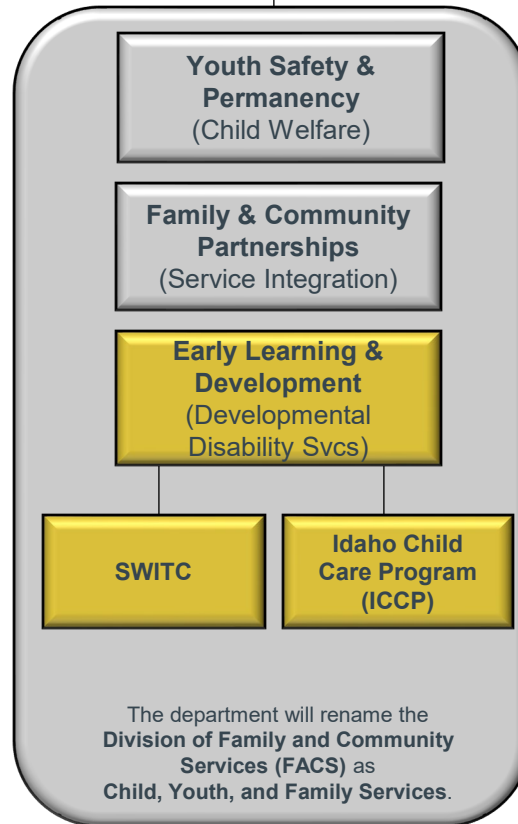 Youth Safety &
Permanency
(Child Welfare)
Family & Community
Partnerships
(Service Integration)
Early Learning &
Development
(Developmental
Disability Svcs)
SWITC
Idaho Child
Care Program
(ICCP)
The department will rename the
Division of Family and Community
Services (FACS) as
Child, Youth, and Family Services.